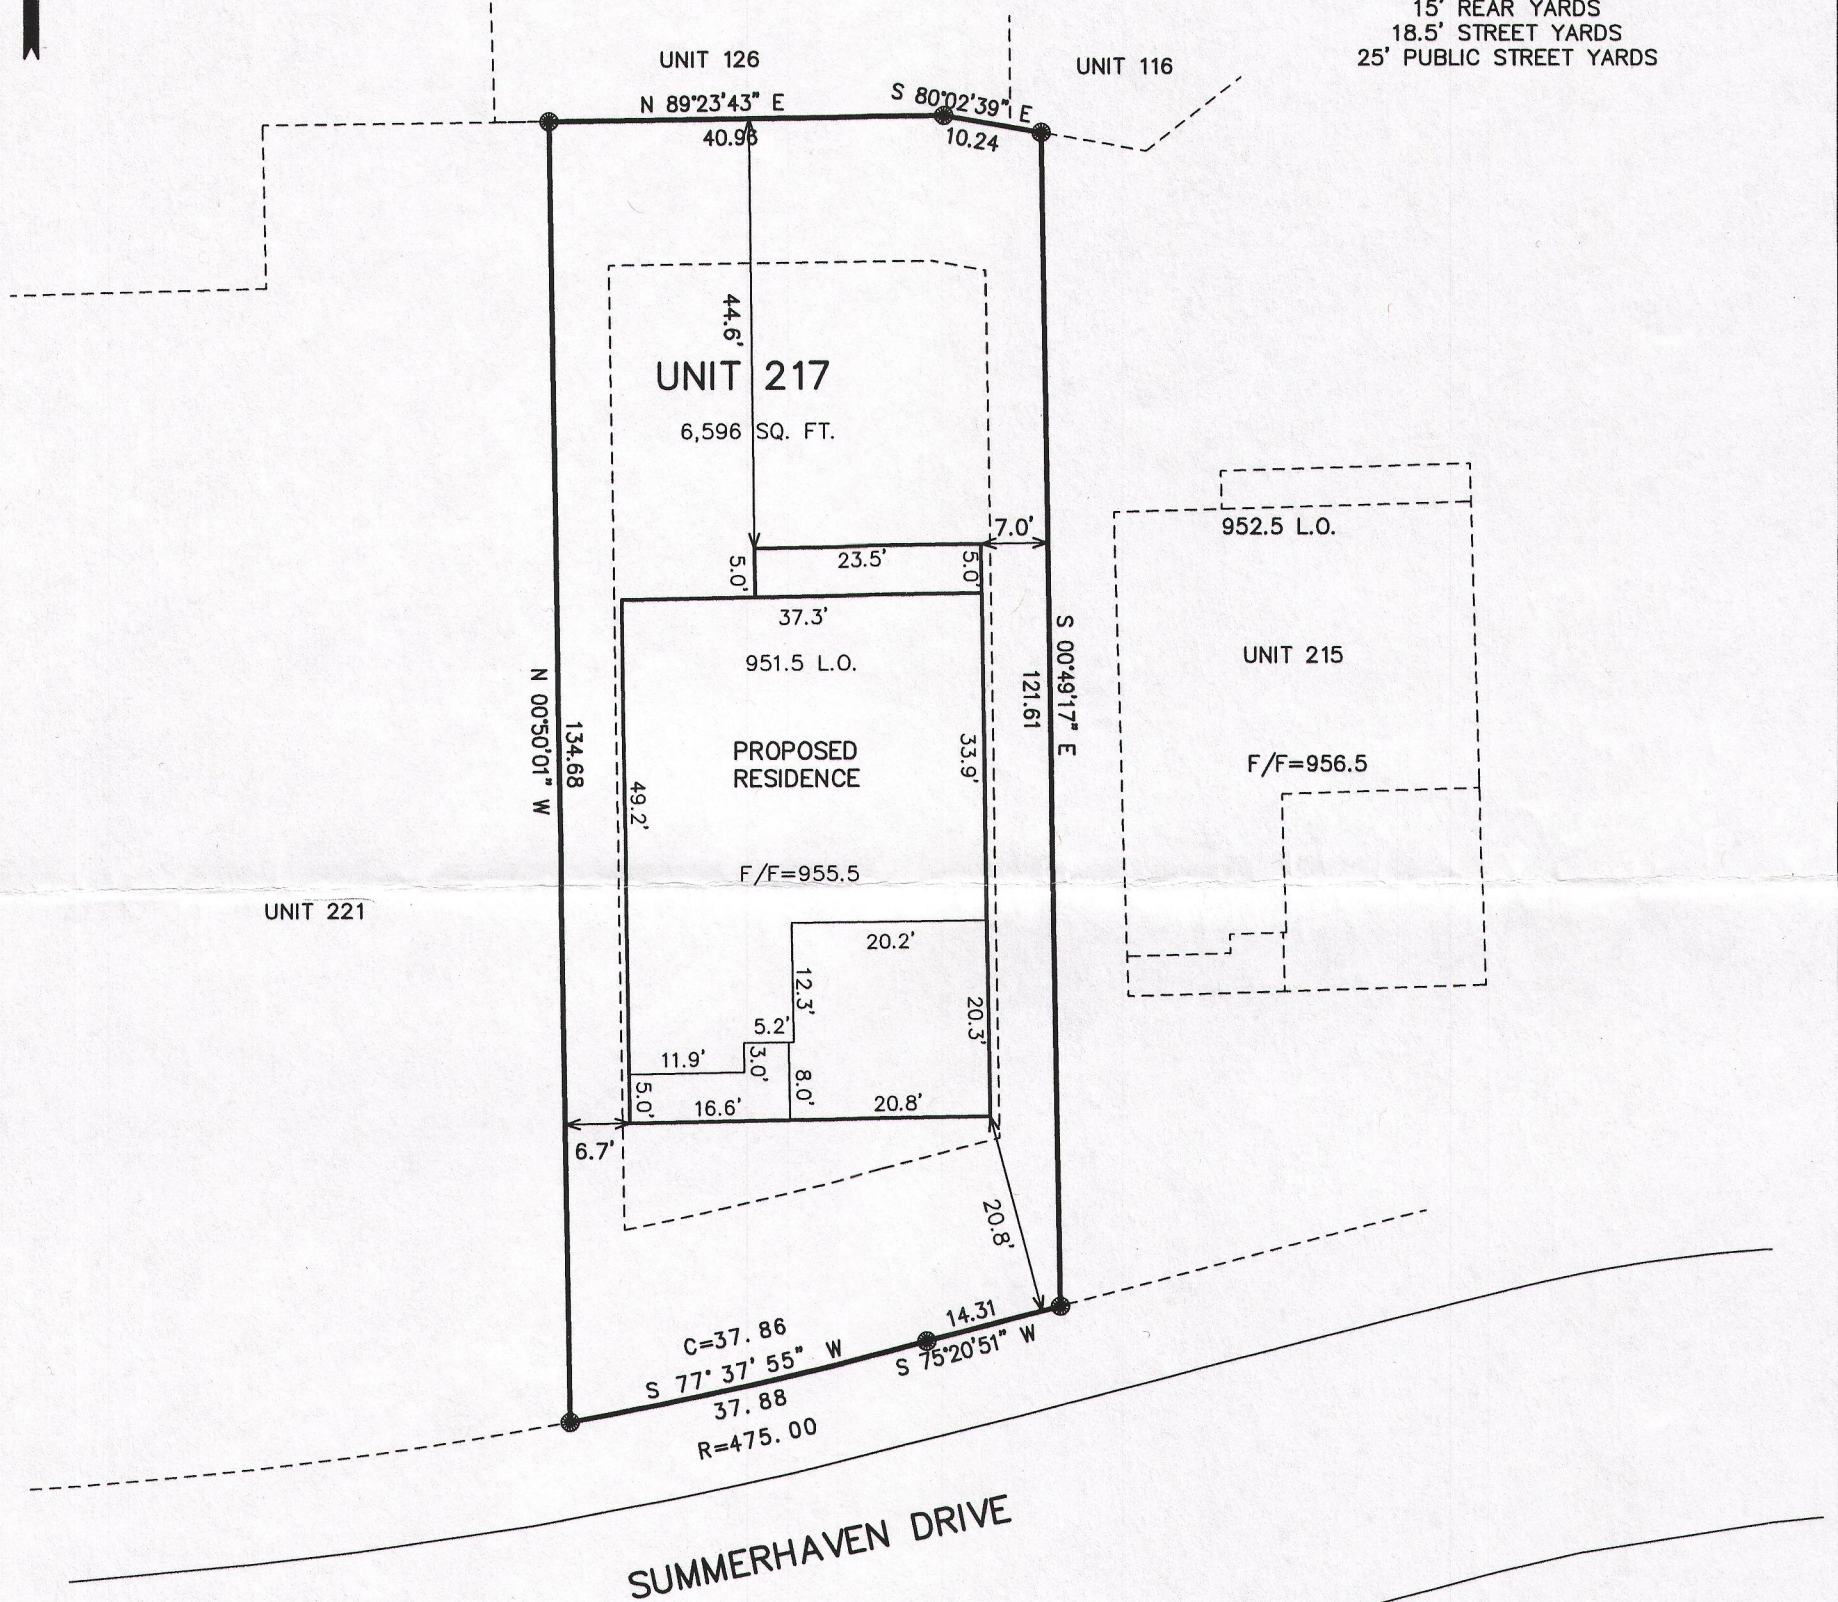 15' REAR YARDS
18.5' STREET YARDS
25' PUBLIC STREET YARDS
UNIT 126
UNIT 116
N 89°23'43" E
S 80°02'39" E
10.24
44.6'
UNIT 217
6,596 SQ. FT.
7.0'
5.0'
23.5'
5.0'
37.3'
951.5 L.O.
952.5 L.O.
UNIT 215
F/F=956.5
N 00°50'01" W
134.68
S 00°49'17" E
121.61
PROPOSED
RESIDENCE
33.9'
49.2'
F/F=955.5
UNIT 221
20.2'
12.3'
20.3'
5.2'
11.9'
3.0'
5.0'
8.0'
16.6'
20.8'
6.7'
20.8'
14.31
S 75°20'51" W
C=37.86
S 77° 37' 55" W
37.88
R=475.00
SUMMERHAVEN DRIVE